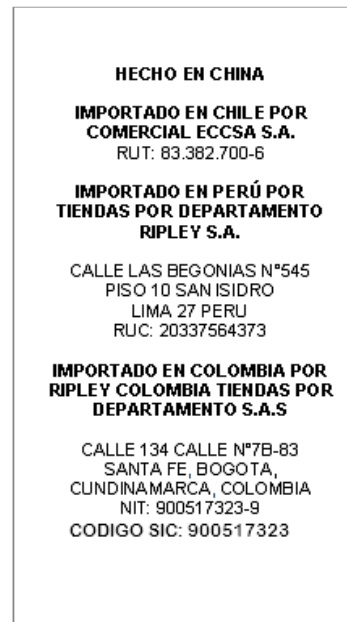 HECHO EN CHINA
IMPORTADO EN CHILE POR
COMERCIAL ECCSA S.A.
RUT: 83.382.700-6
IMPORTADO EN PERÚ POR
TIENDAS POR DEPARTAMENTO
RIPLEY S.A.
CALLE LAS BEGONIAS N°545
PISO 10 SAN ISIDRO
LIMA 27 PERU
RUC: 20337564373
IMPORTADO EN COLOMBIA POR
RIPLEY COLOMBIA TIENDAS POR
DEPARTAMENTO S.A.S
CALLE 134 CALLE N°7B-83
SANTA FE, BOGOTA,
CUNDINAMARCA, COLOMBIA
NIT: 900517323-9
CODIGO SIC: 900517323